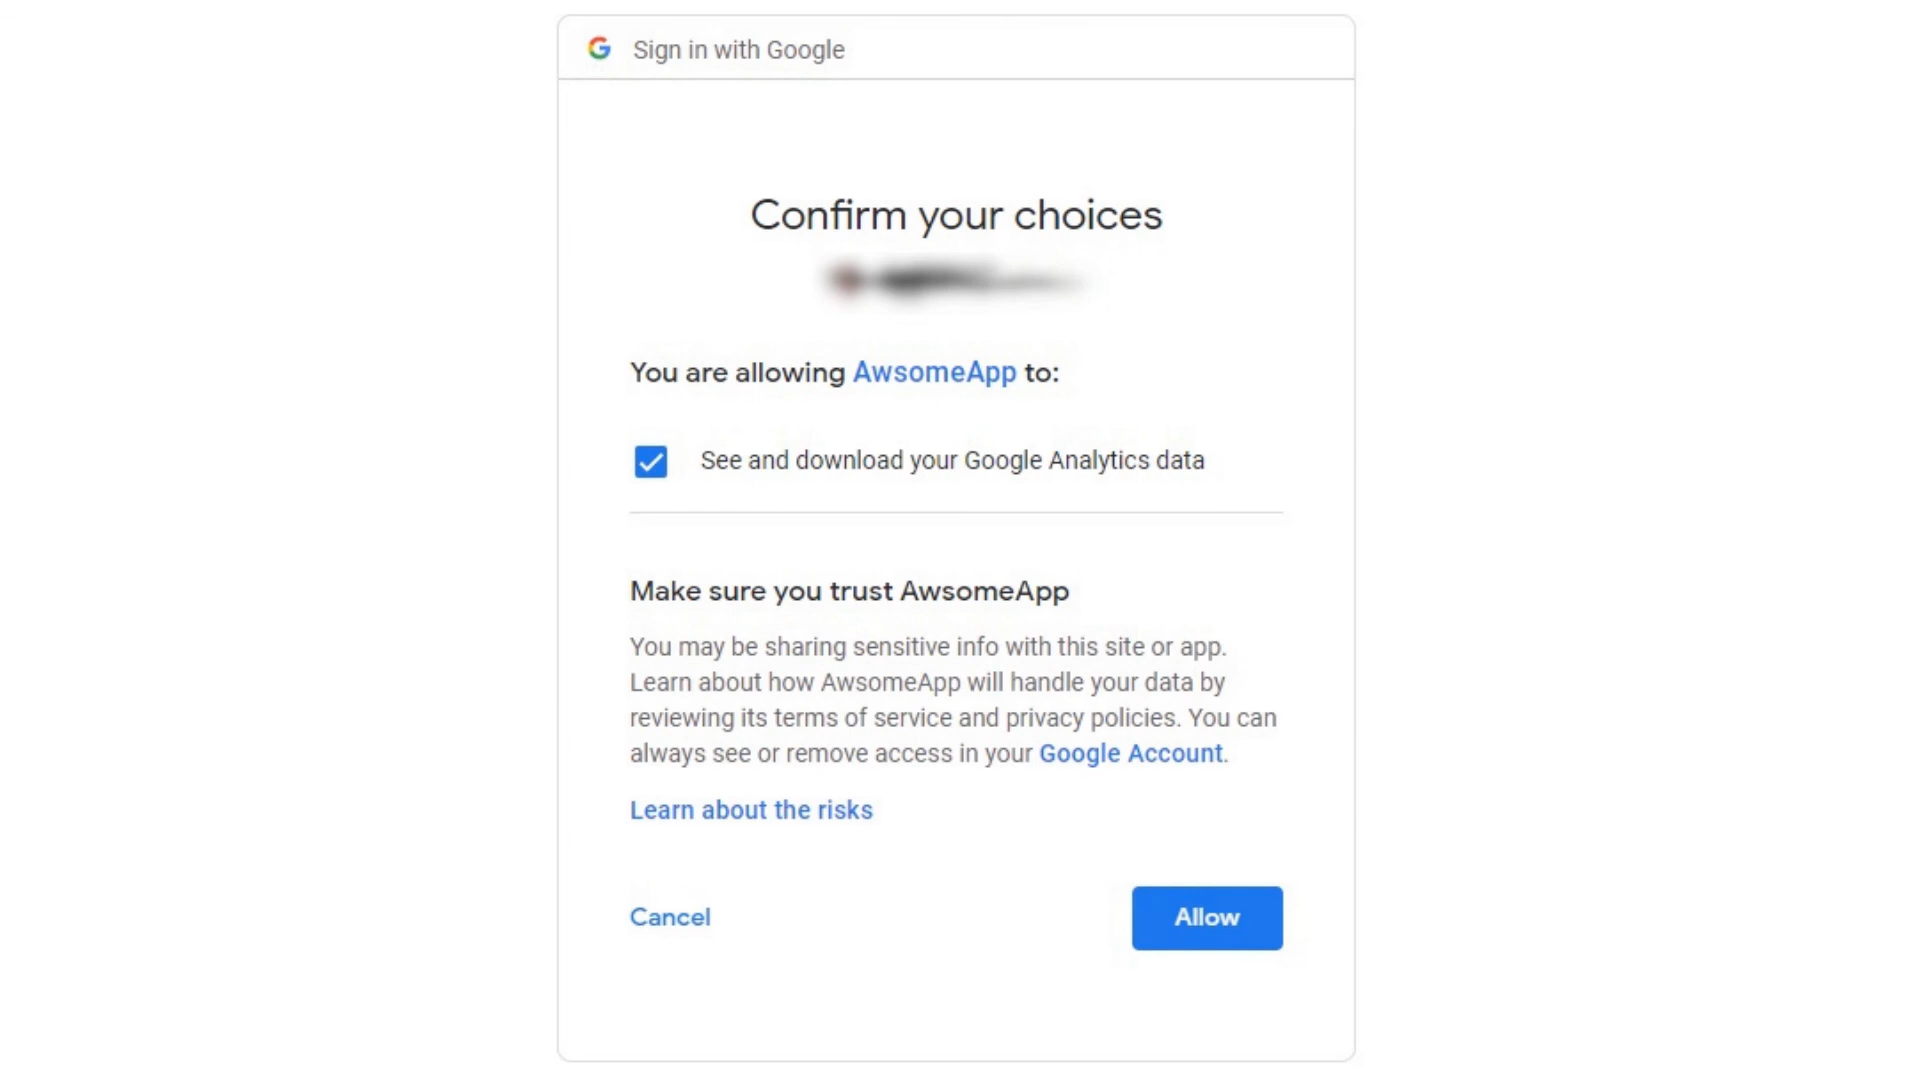 Sign in with Google
Confirm your choices
You are allowing AwsomeApp to:
See and download your Google Analytics data
Make sure you trust AwsomeApp
You may be sharing sensitive info with this site or app.
Learn about how AwsomeApp will handle your data by
reviewing its terms of service and privacy policies. You can
always see or remove access in your Google Account.
Learn about the risks
Cancel
Allow